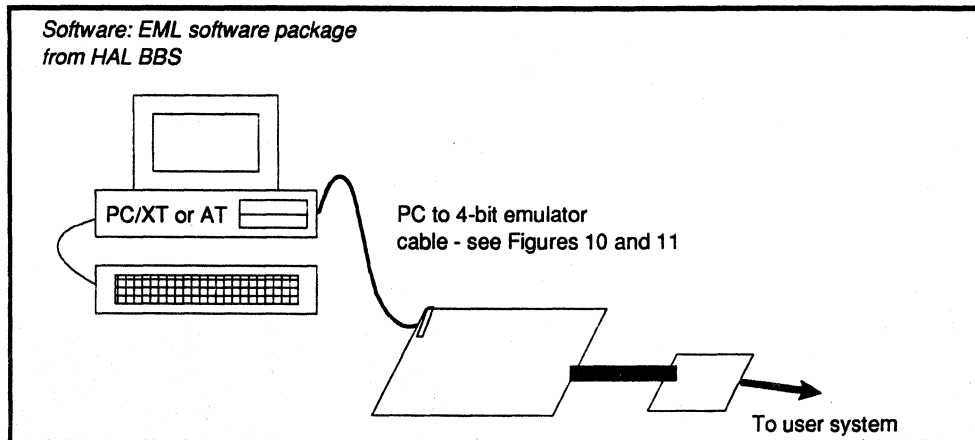 Software: EML software package
from HAL BBS
PC/XT or AT
PC to 4-bit emulator
cable - see Figures 10 and 11
To user system